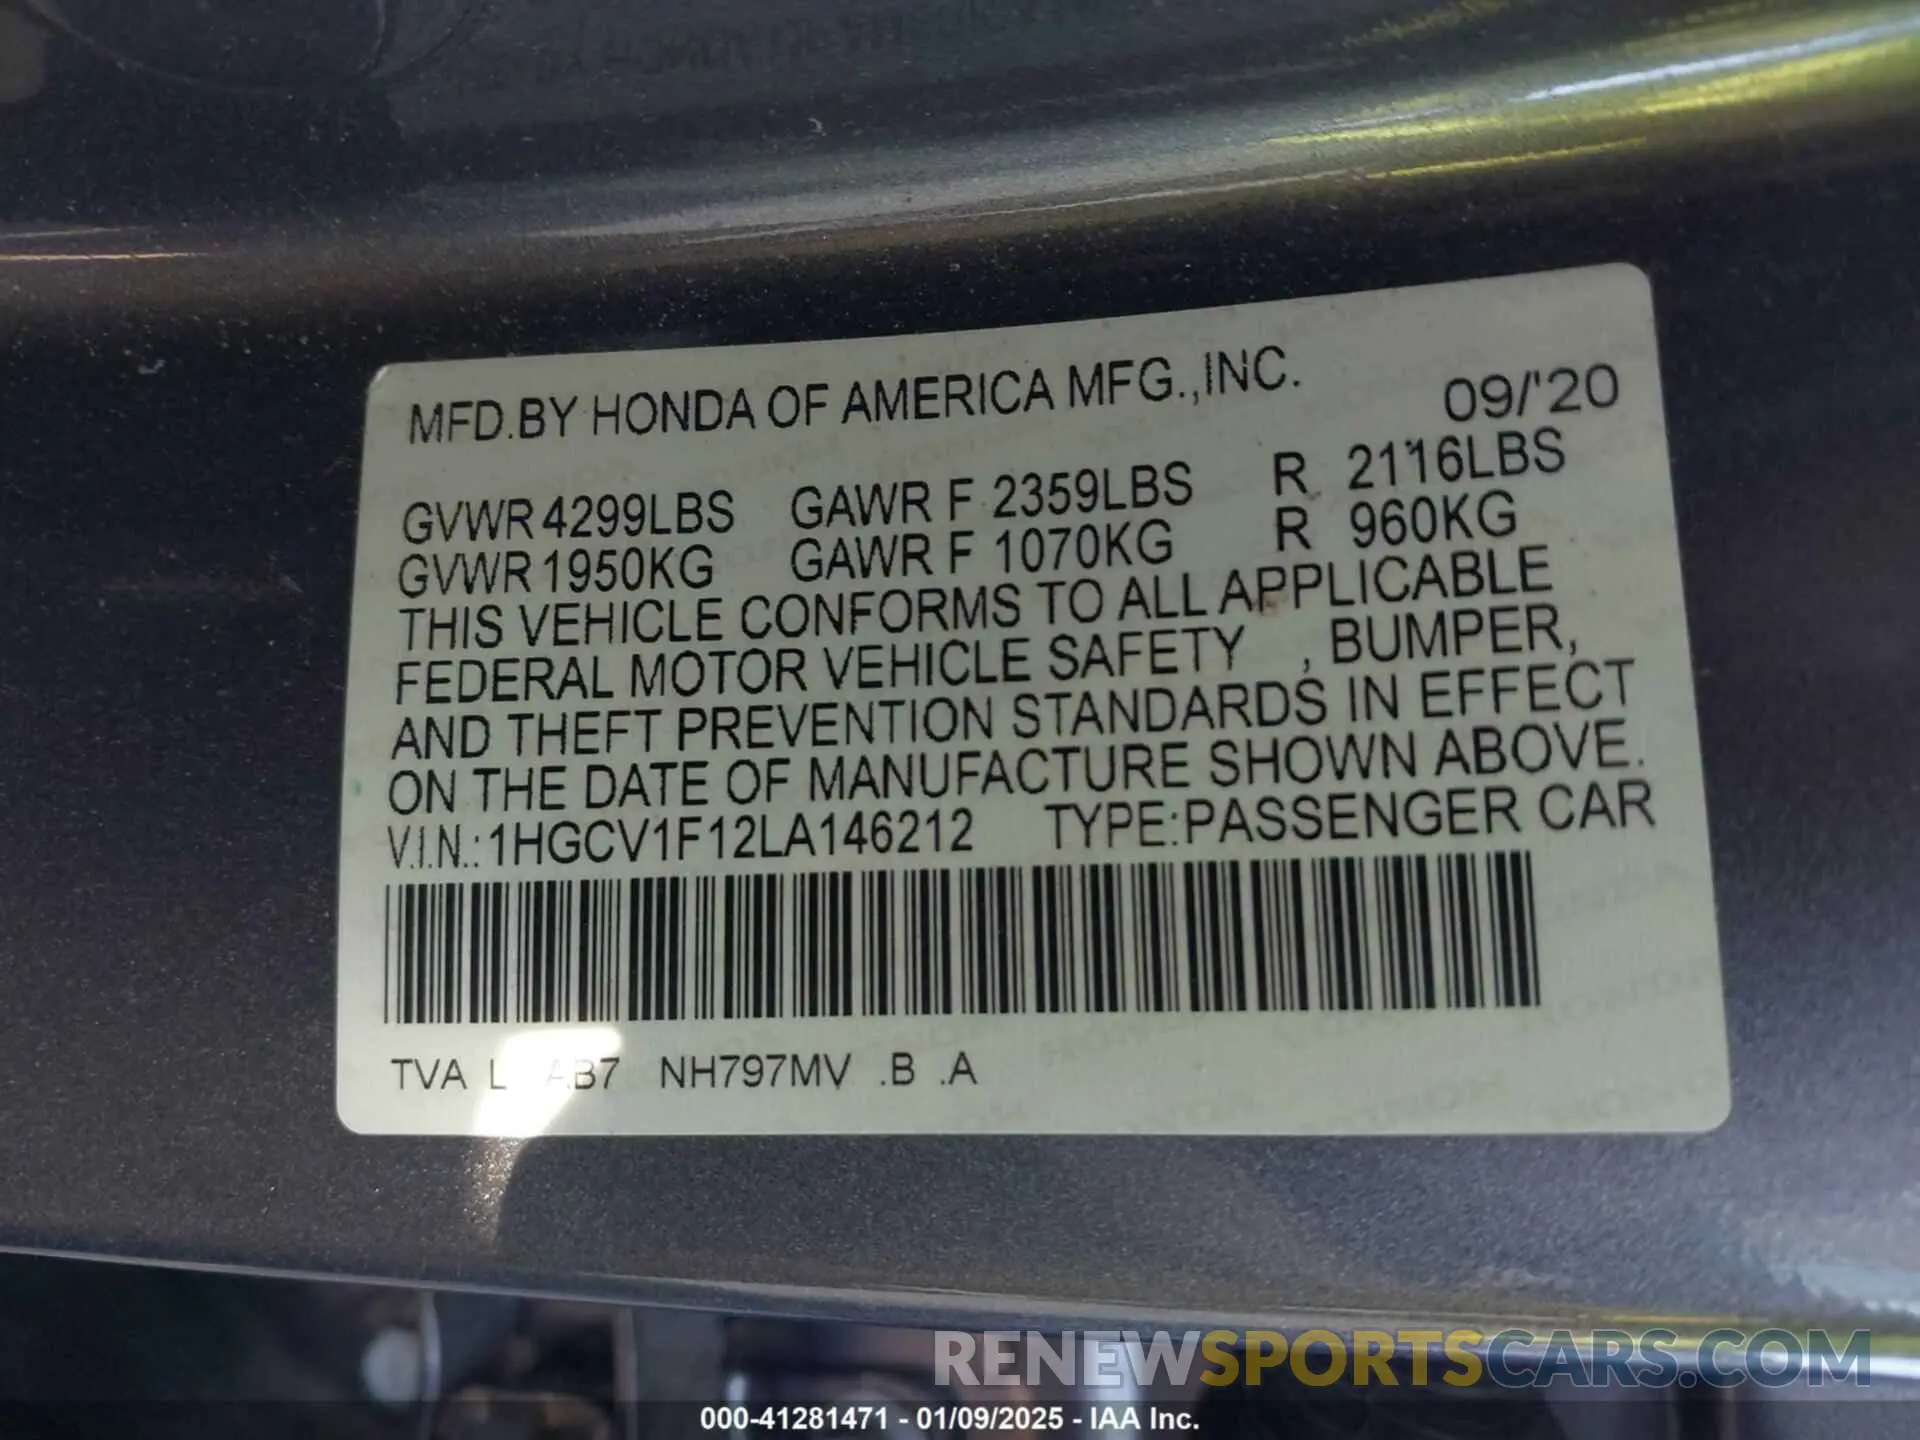 MFD.BY HONDA OF AMERICA MFG.,INC. 09/'20
GVWR 4299LBS GAWR F 2359LBS R 2116LBS
GVWR 1950KG GAWR F 1070KG R 960KG
THIS VEHICLE CONFORMS TO ALL APPLICABLE
FEDERAL MOTOR VEHICLE SAFETY , BUMPER,
AND THEFT PREVENTION STANDARDS IN EFFECT
ON THE DATE OF MANUFACTURE SHOWN ABOVE.
V.I.N.: 1HGCV1F12LA146212 TYPE:PASSENGER CAR
TVA L AB7 NH797MV .B .A
RENEWSPORTSCARS.COM
000-41281471 - 01/09/2025 - IAA Inc.